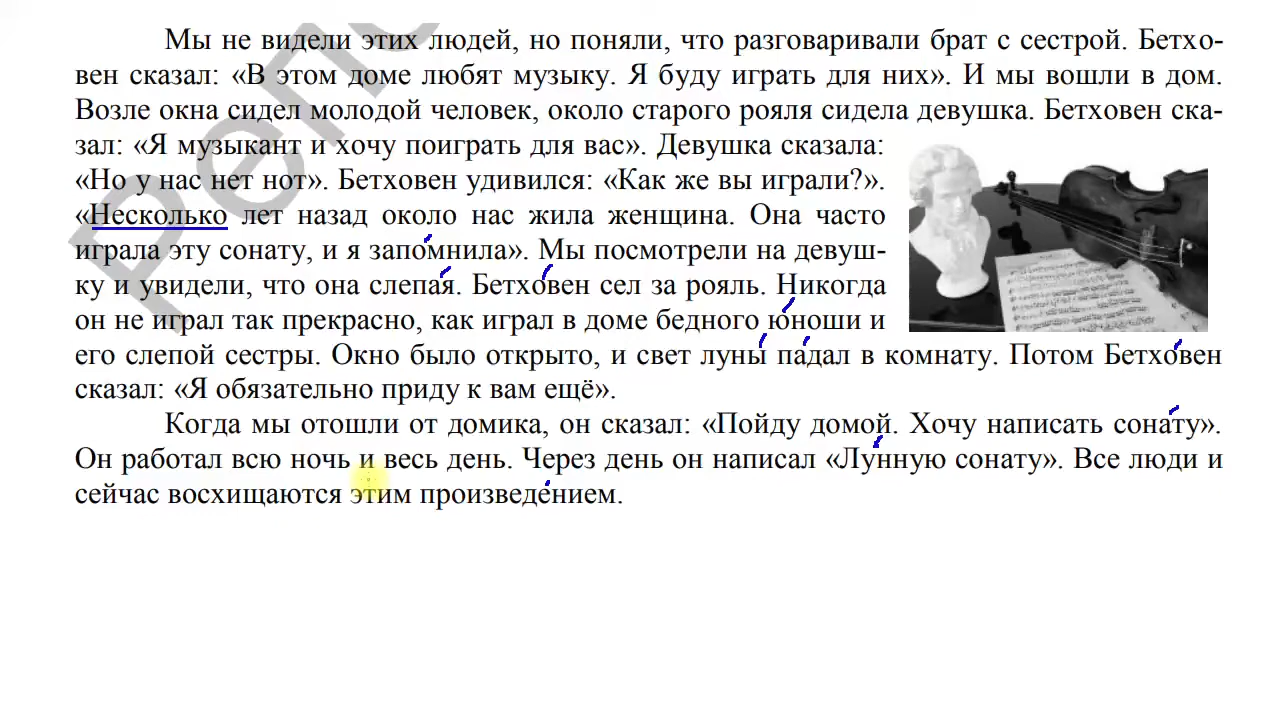 Мы не видели этих людей, но поняли, что разговаривали брат с сестрой. Бетхо-
вен сказал: «В этом доме любят музыку. Я буду играть для них». И мы вошли в дом.
Возле окна сидел молодой человек, около старого рояля сидела девушка. Бетховен ска-
зал: «Я музыкант и хочу поиграть для вас». Девушка сказала:
«Но у нас нет нот». Бетховен удивился: «Как же вы играли?».
«Несколько лет назад около нас жила женщина. Она часто
играла эту сонату, и я запомнила». Мы посмотрели на девуш-
ку и увидели, что она слепая. Бетховен сел за рояль. Никогда
он не играл так прекрасно, как играл в доме бедного юноши и
его слепой сестры. Окно было открыто, и свет луны падал в комнату. Потом Бетховен
сказал: «Я обязательно приду к вам ещё».
Когда мы отошли от домика, он сказал: «Пойду домой. Хочу написать сонату».
Он работал всю ночь и весь день. Через день он написал «Лунную сонату». Все люди и
сейчас восхищаются этим произведением.